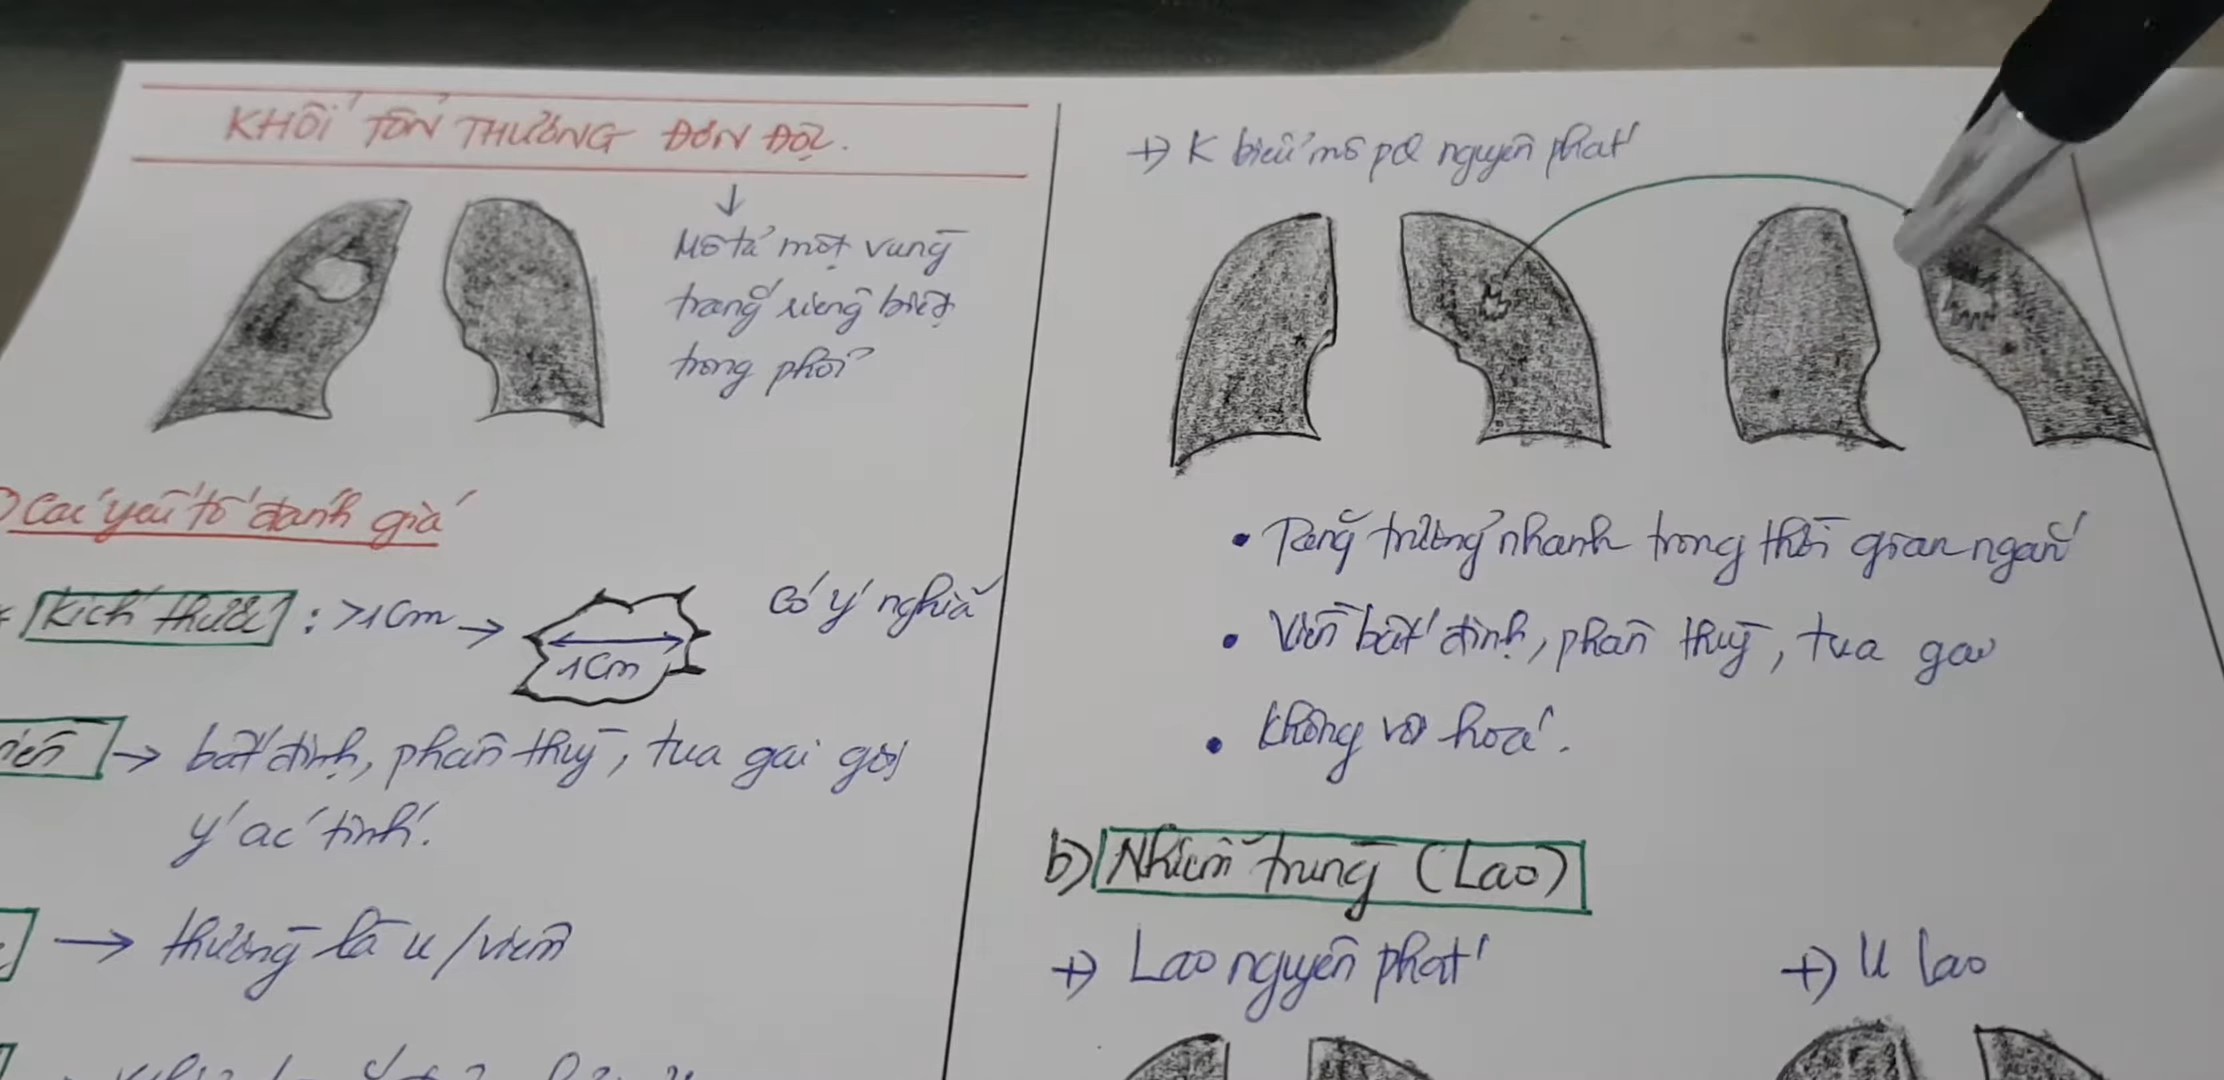 KHỐI TỔN THƯƠNG ĐƠN ĐỘC.
Mô tả một vùng
trắng riêng biệt
trong phổi
Các yếu tố đánh giá
Kích thước : >1cm → có ý nghĩa
1cm
→ bất định, phân thuỳ, tua gai gợi
ý ác tính.
→ thường là u/viêm
+) K biểu mô pq nguyên phát
• Tăng trưởng nhanh trong thời gian ngắn
• Viền bất định, phân thuỳ, tua gai
• Không vôi hoá.
b) Nhiễm trùng (Lao)
+) Lao nguyên phát
+) U lao